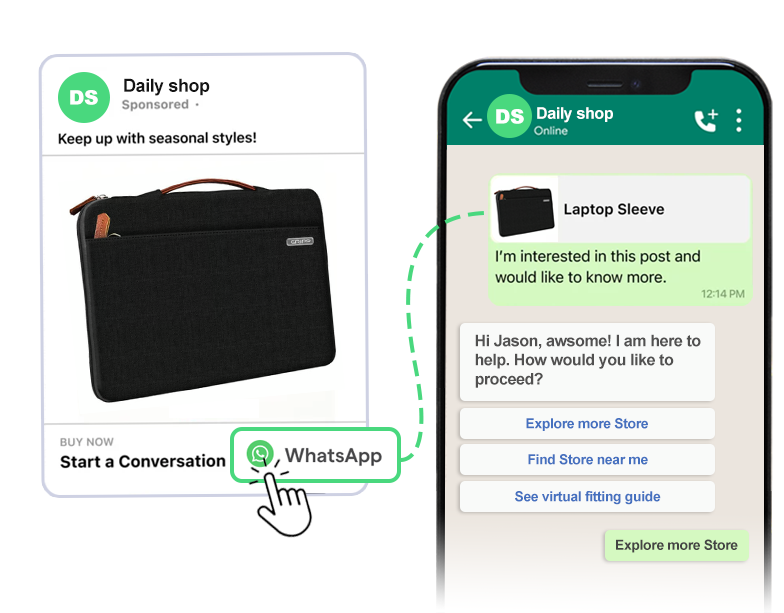 DS
Daily shop
Sponsored ·
Keep up with seasonal styles!
BUY NOW
Start a Conversation
WhatsApp
DS
Daily shop
Online
Laptop Sleeve
I'm interested in this post and
would like to know more.
12:14 PM
Hi Jason, awsome! I am here to
help. How would you like to
proceed?
Explore more Store
Find Store near me
See virtual fitting guide
Explore more Store